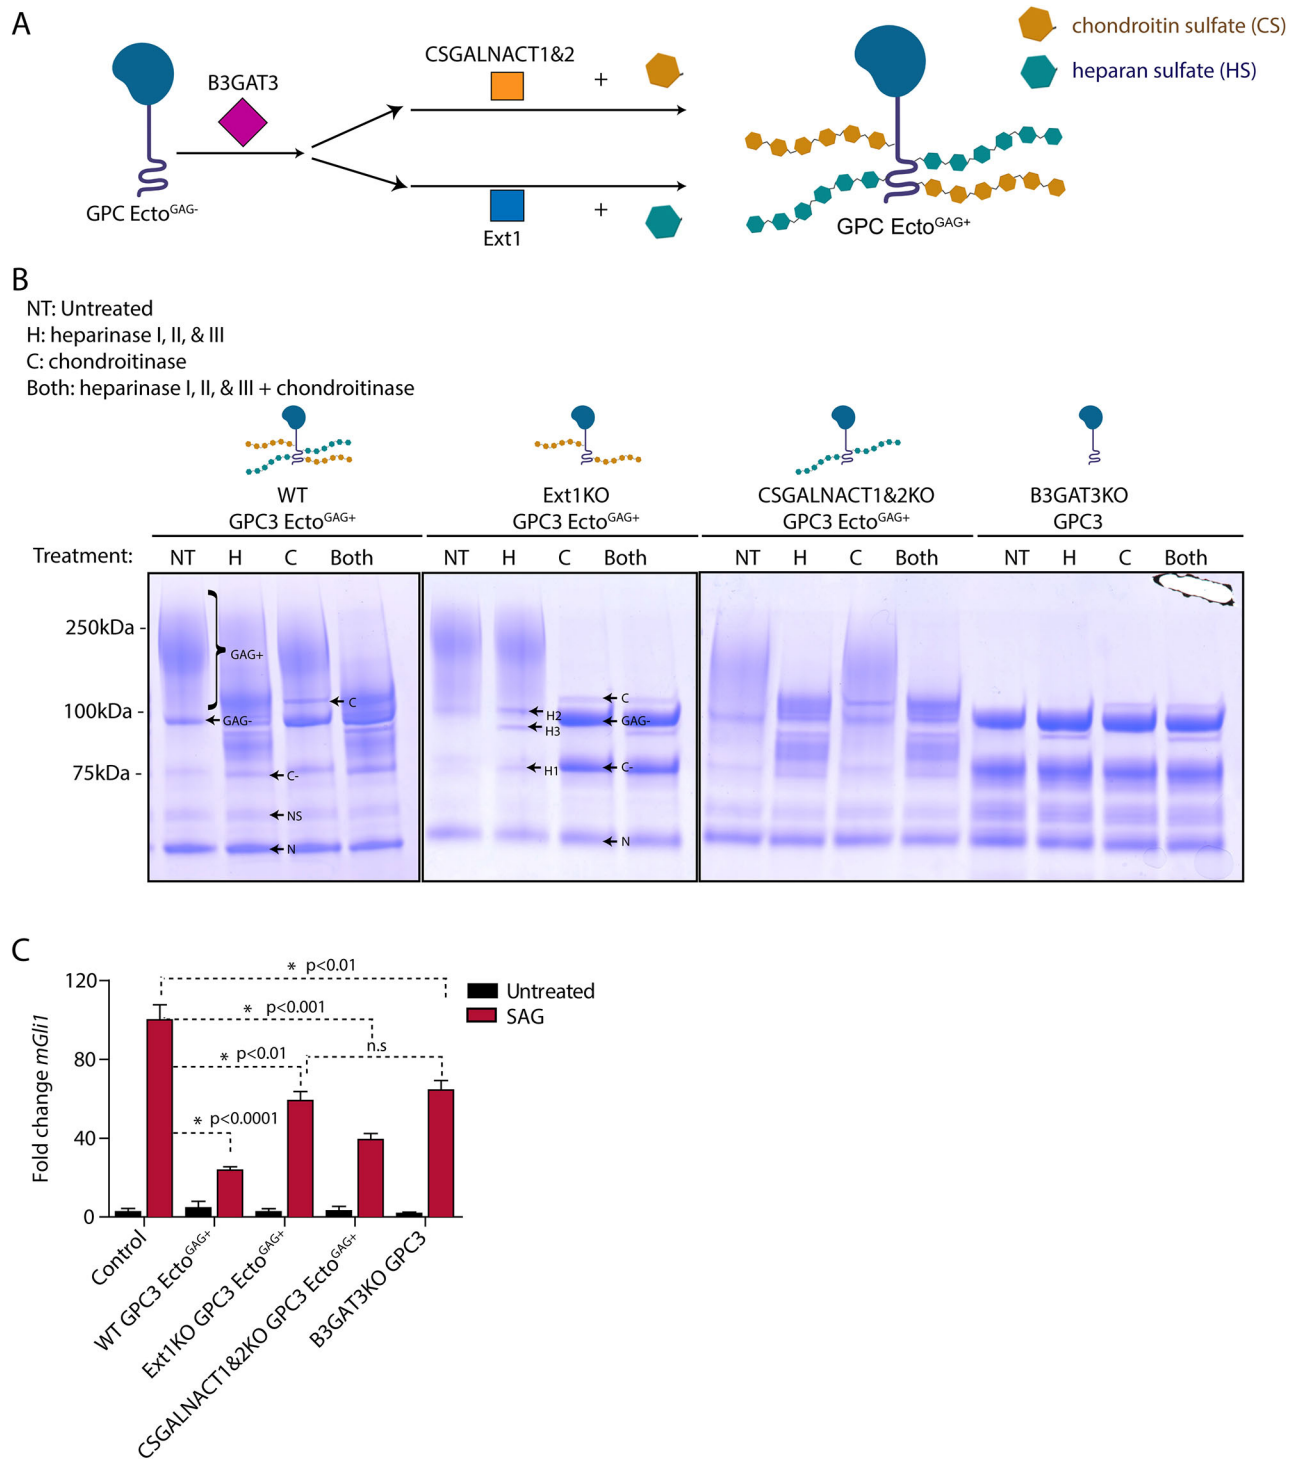 A
CSGALNACT1&2
+
B3GAT3
GPC Ecto^GAG-
Ext1
+
GPC Ecto^GAG+
chondroitin sulfate (CS)
heparan sulfate (HS)
B
NT: Untreated
H: heparinase I, II, & III
C: chondroitinase
Both: heparinase I, II, & III + chondroitinase
WT
GPC3 Ecto^GAG+
Ext1KO
GPC3 Ecto^GAG+
CSGALNACT1&2KO
GPC3 Ecto^GAG+
B3GAT3KO
GPC3
Treatment: NT H C Both NT H C Both NT H C Both NT H C Both
250kDa -
100kDa -
75kDa -
GAG+
C
GAG-
C-
NS
N
C
H2
GAG-
H3
H1
C-
N
C
Fold change mGli1
120
80
40
0
* p<0.01
* p<0.001
n.s
* p<0.01
* p<0.0001
Untreated
SAG
Control
WT GPC3 Ecto^GAG+
Ext1KO GPC3 Ecto^GAG+
CSGALNACT1&2KO GPC3 Ecto^GAG+
B3GAT3KO GPC3